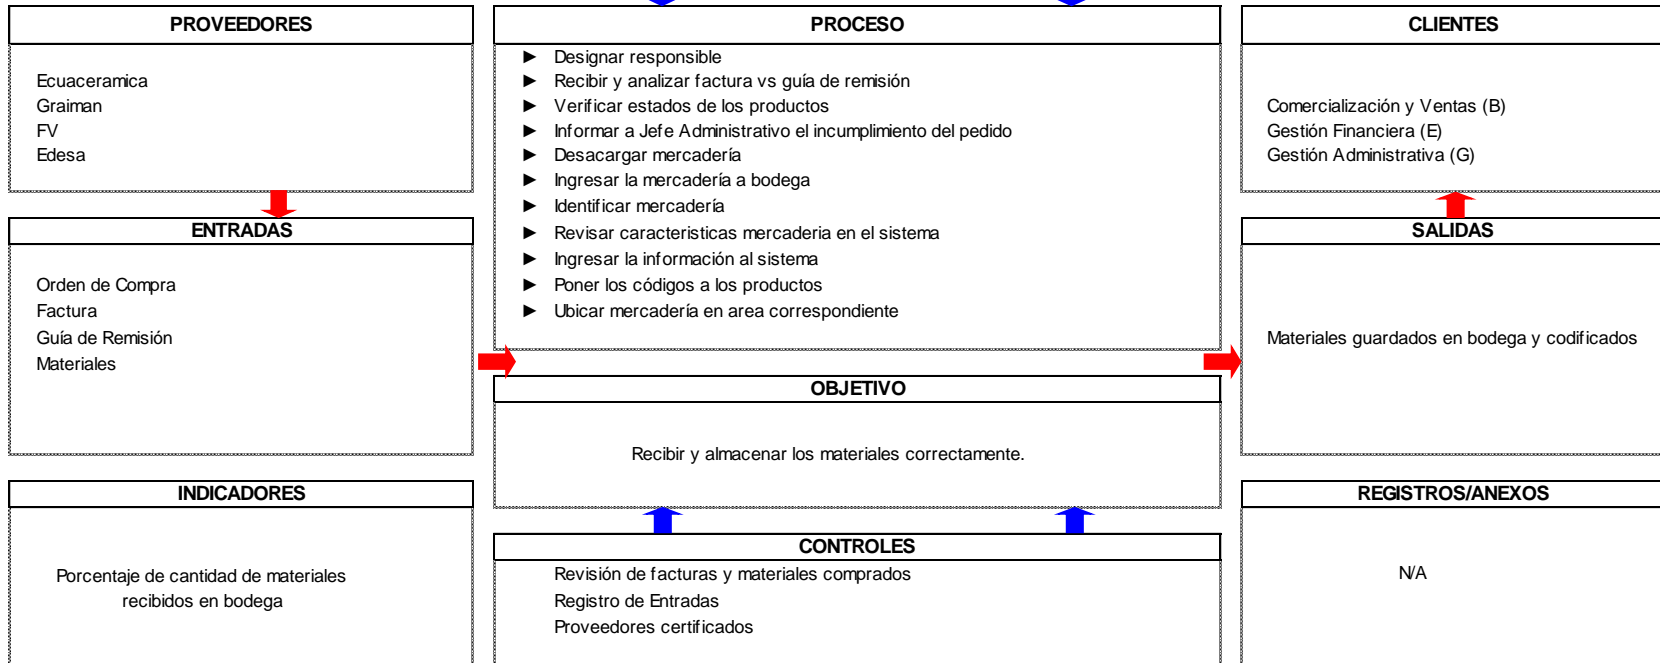 PROVEEDORES
Ecuaceramica
Graiman
FV
Edesa
PROCESO
► Designar responsible
► Recibir y analizar factura vs guía de remisión
► Verificar estados de los productos
► Informar a Jefe Administrativo el incumplimiento del pedido
► Desacargar mercadería
► Ingresar la mercadería a bodega
► Identificar mercadería
► Revisar caracteristicas mercaderia en el sistema
► Ingresar la información al sistema
► Poner los códigos a los productos
► Ubicar mercadería en area correspondiente
CLIENTES
Comercialización y Ventas (B)
Gestión Financiera (E)
Gestión Administrativa (G)
ENTRADAS
Orden de Compra
Factura
Guía de Remisión
Materiales
OBJETIVO
Recibir y almacenar los materiales correctamente.
SALIDAS
Materiales guardados en bodega y codificados
INDICADORES
Porcentaje de cantidad de materiales
recibidos en bodega
CONTROLES
Revisión de facturas y materiales comprados
Registro de Entradas
Proveedores certificados
REGISTROS/ANEXOS
N/A